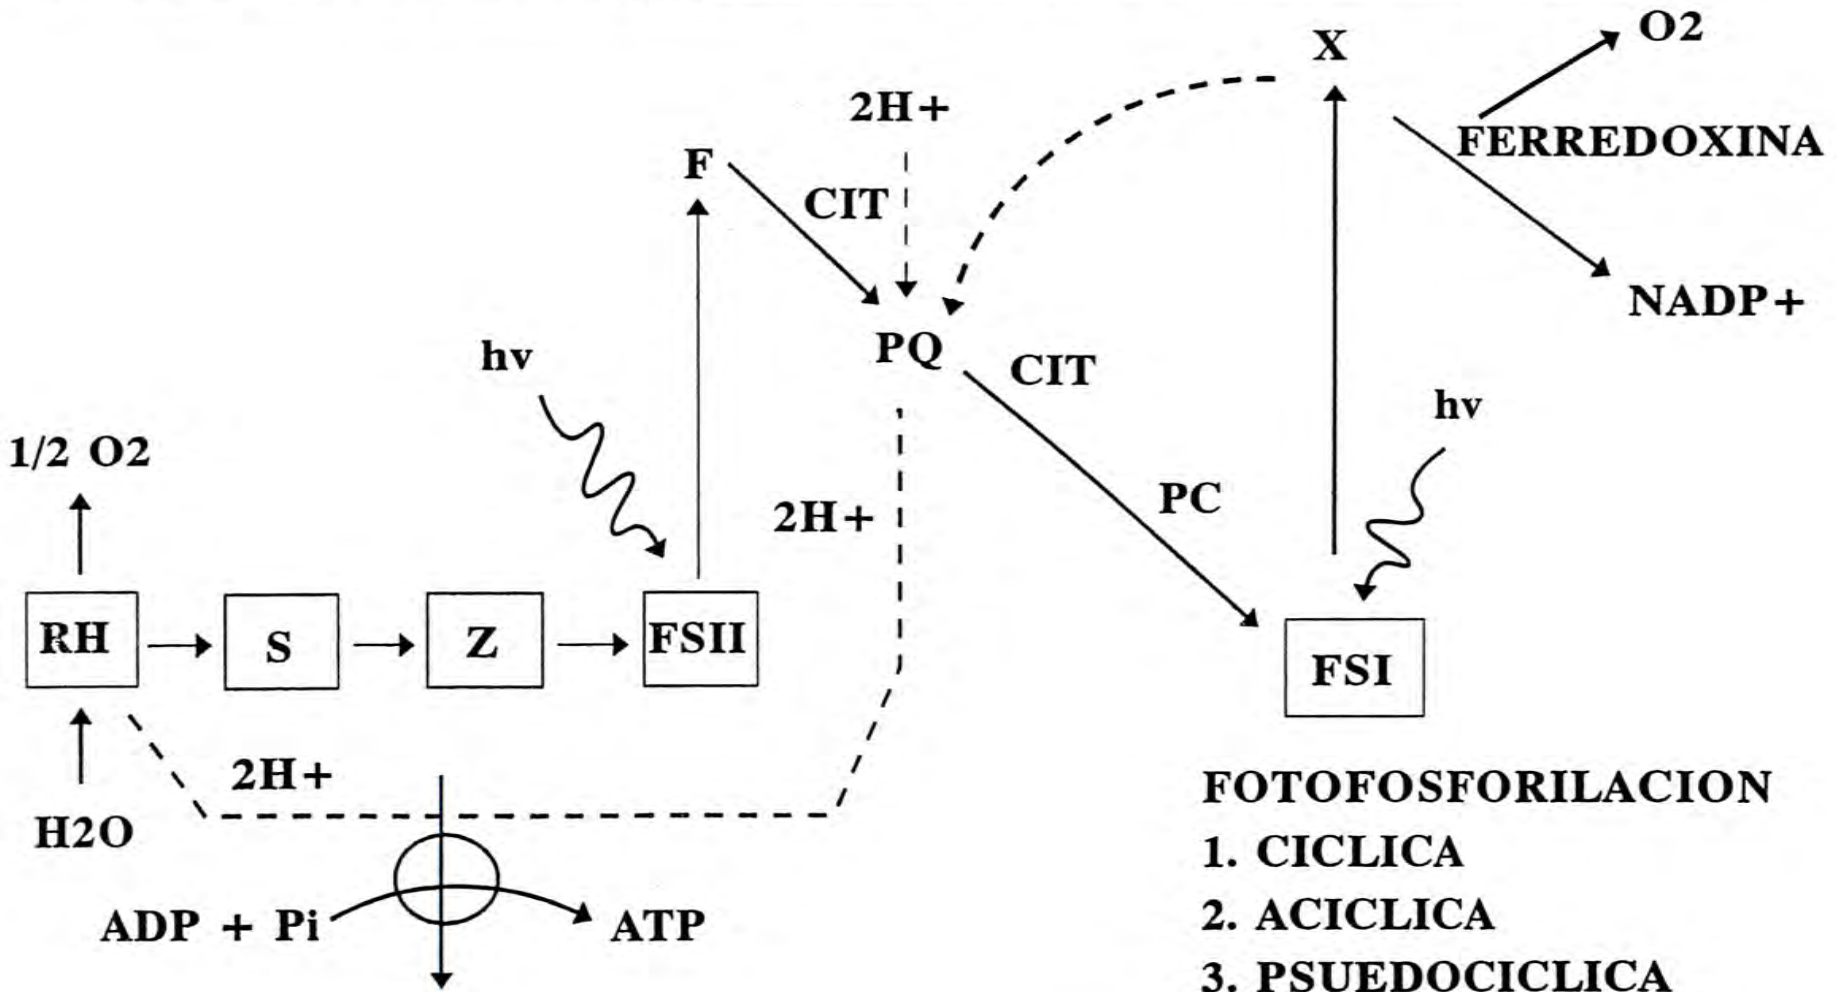 X
O2
2H+
F
CIT
FERREDOXINA
NADP+
PQ
CIT
hv
hv
1/2 O2
PC
2H+
RH
S
Z
FSII
FSI
2H+
H2O
ADP + Pi
ATP
FOTOFOSFORILACION
1. CICLICA
2. ACICLICA
3. PSUEDOCICLICA